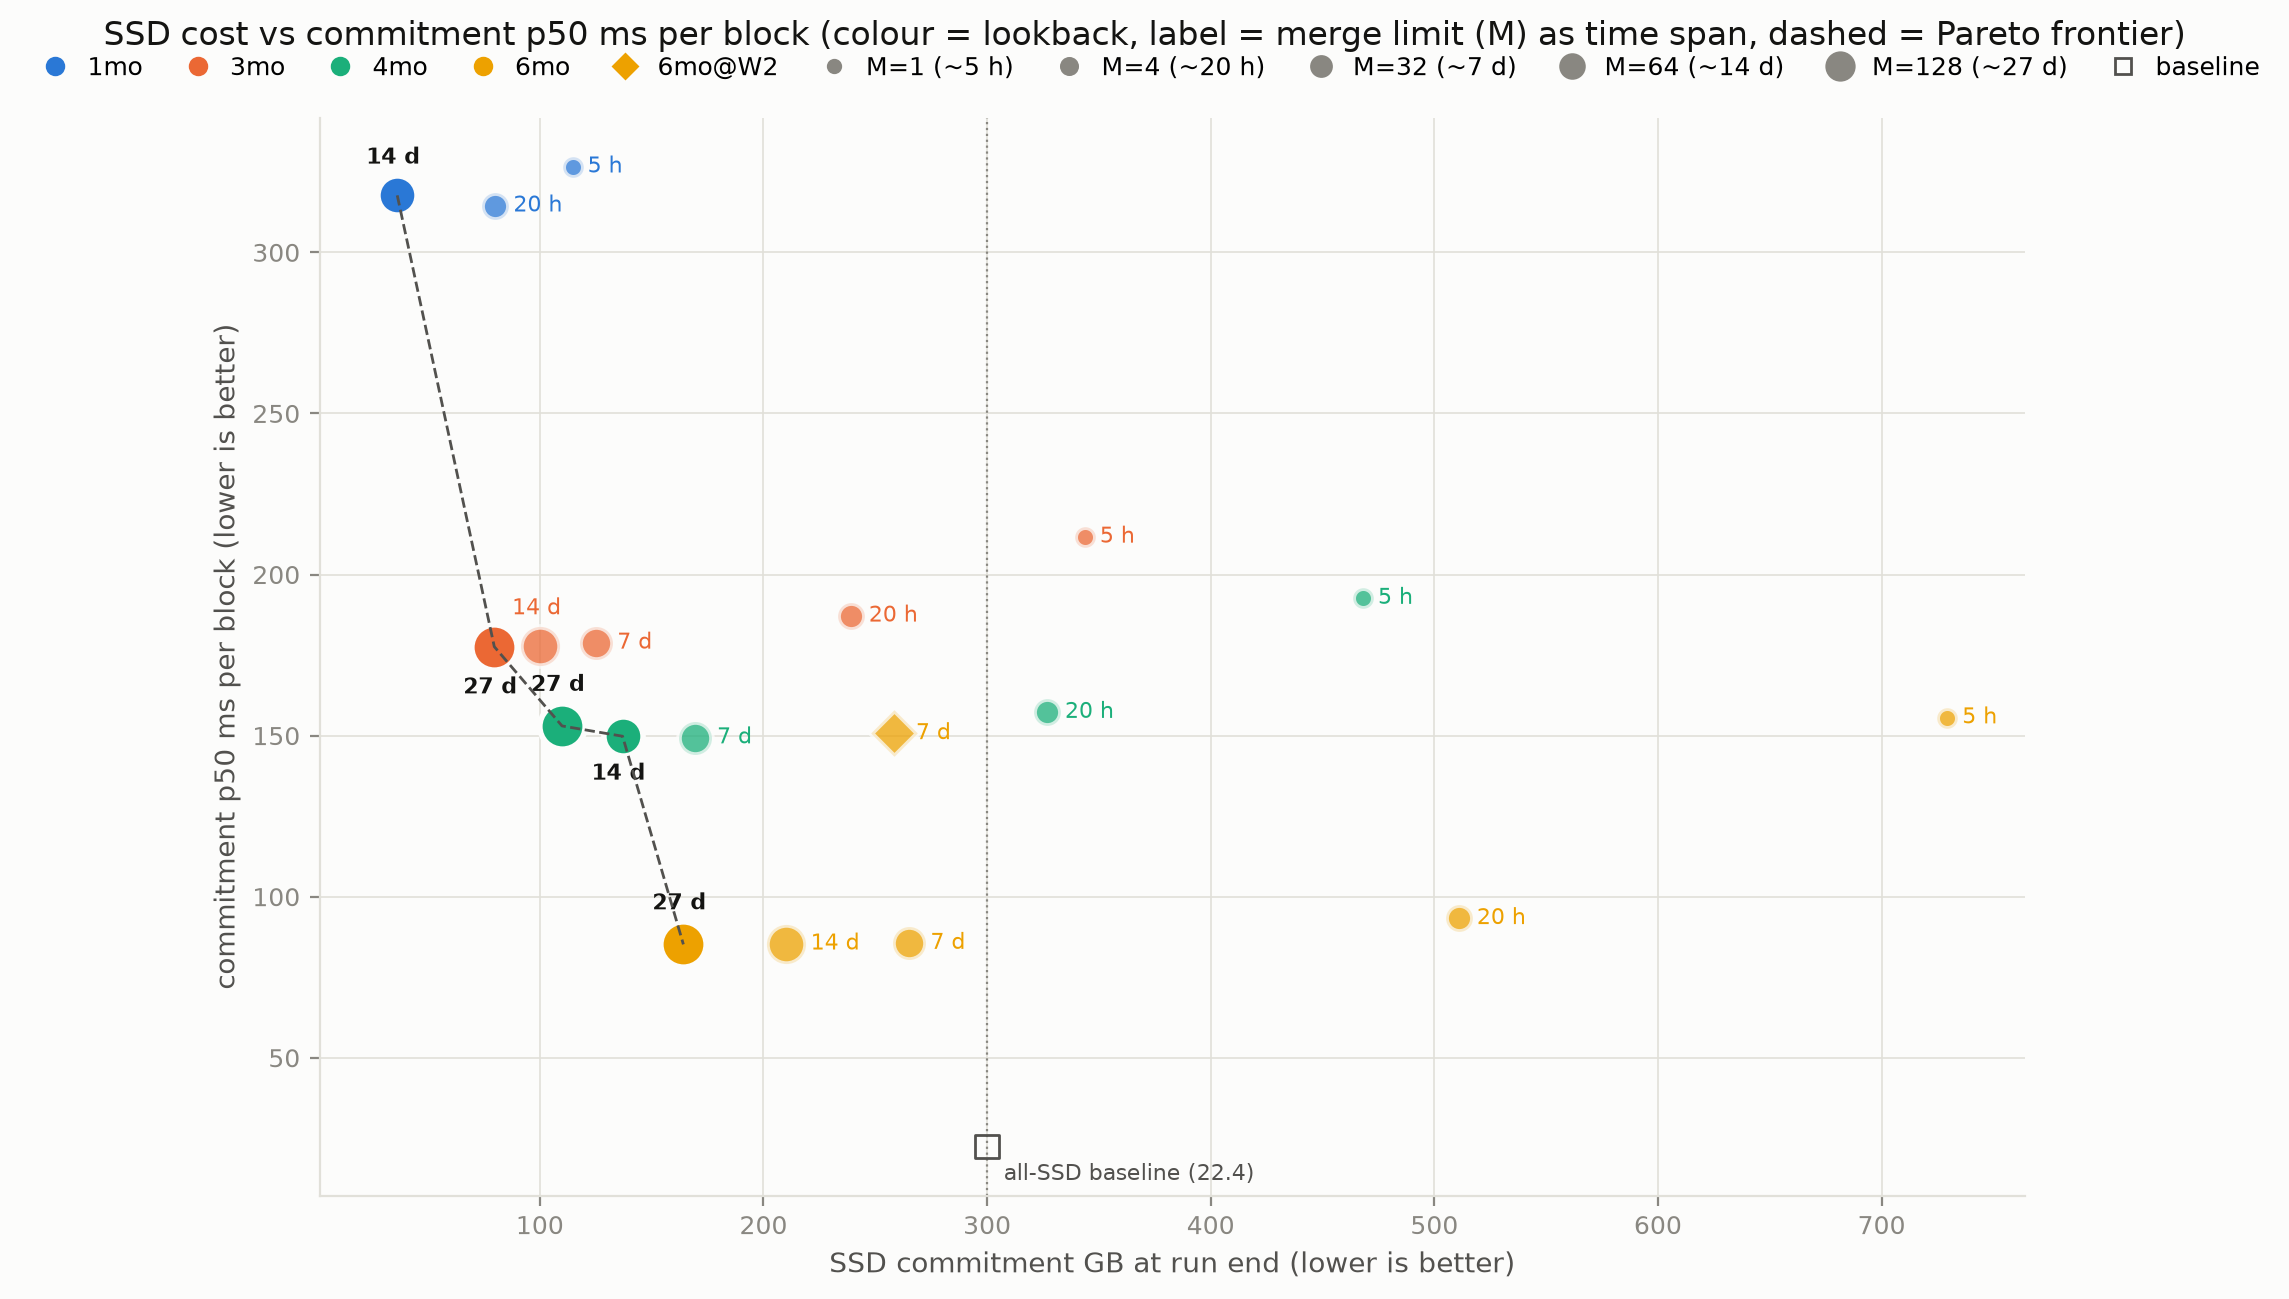 SSD cost vs commitment p50 ms per block (colour = lookback, label = merge limit (M) as time span, dashed = Pareto frontier)
1mo 3mo 4mo 6mo 6mo@W2 M=1 (~5 h) M=4 (~20 h) M=32 (~7 d) M=64 (~14 d) M=128 (~27 d) baseline
14 d
5 h
20 h
300
250
5 h
200
5 h
14 d
20 h
7 d
27 d
27 d
20 h
5 h
7 d
7 d
150
14 d
27 d
100
20 h
14 d
7 d
50
all-SSD baseline (22.4)
commitment p50 ms per block (lower is better)
100 200 300 400 500 600 700
SSD commitment GB at run end (lower is better)